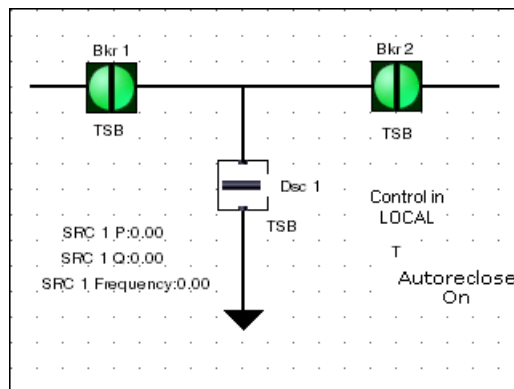 Bkr 1
Bkr 2
TSB
TSB
Dsc 1
TSB
Control in
LOCAL
SRC 1 P:0.00
SRC 1 Q:0.00
SRC 1 Frequency:0.00
T
Autoreclose
On